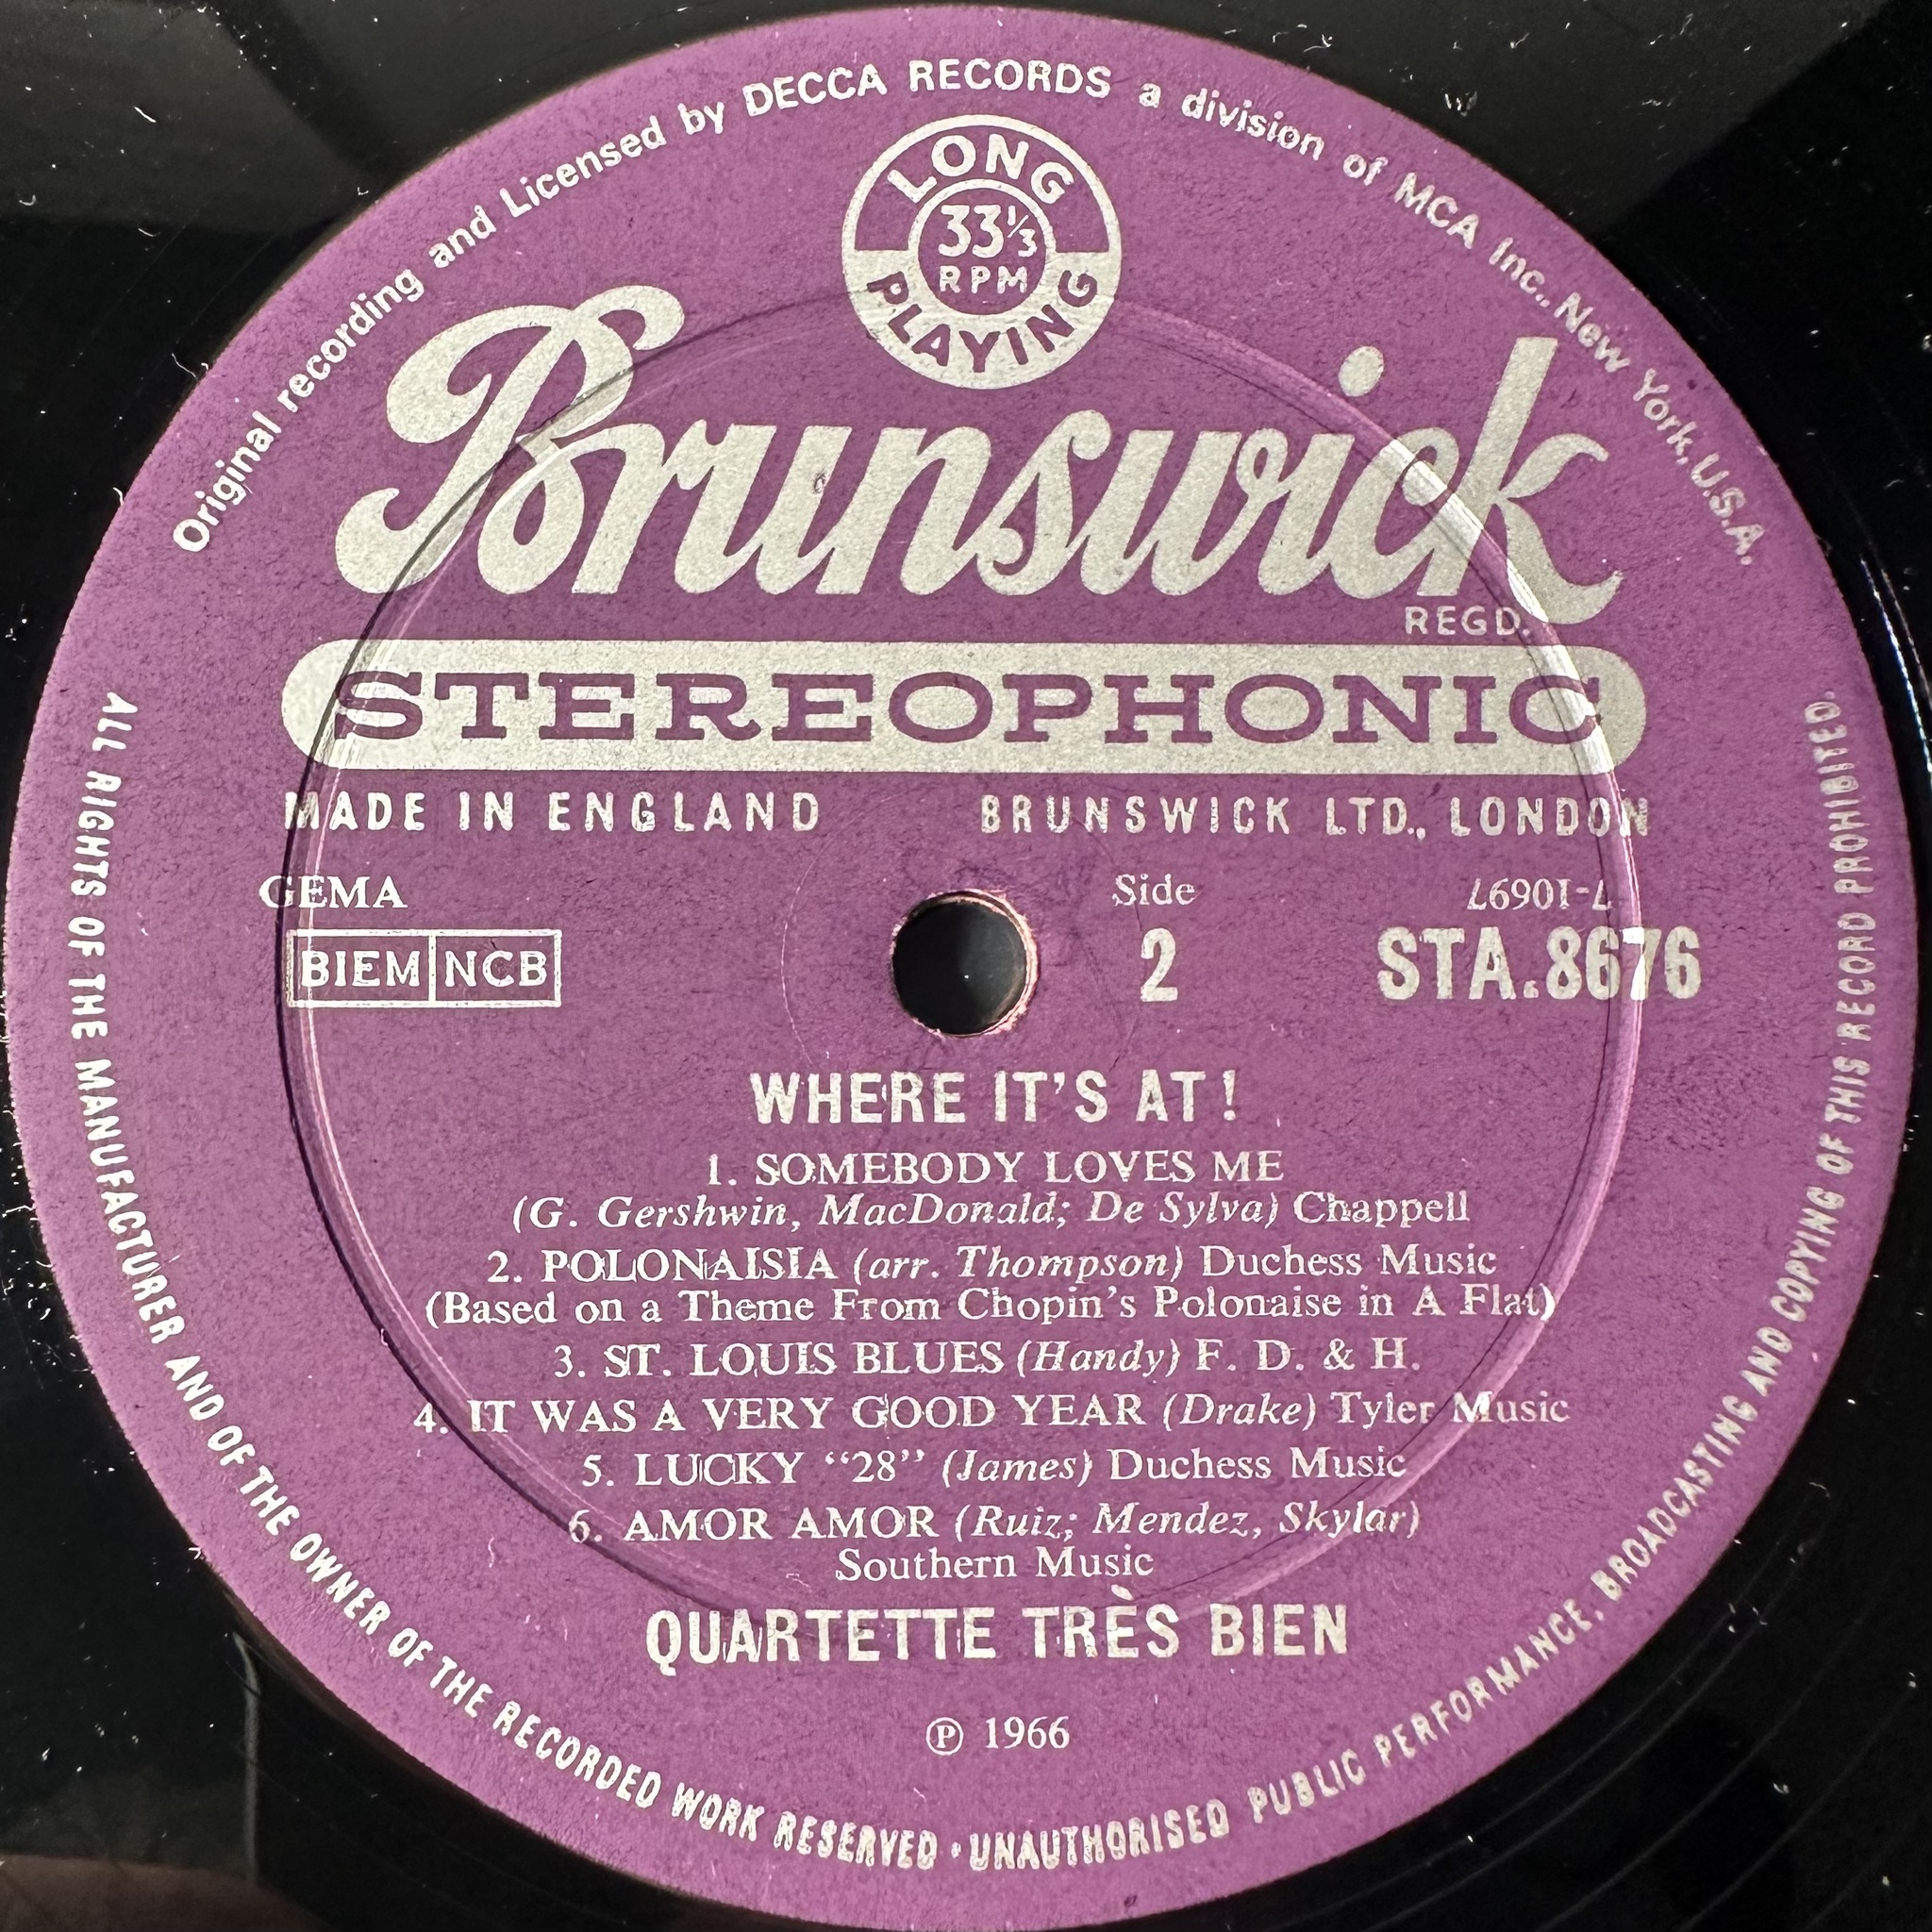 Original recording and Licensed by DECCA RECORDS a division of MCA Inc., New York, U.S.A.
LONG
33⅓
RPM
PLAYING
Brunswick
REGD.
STEREOPHONIC
MADE IN ENGLAND BRUNSWICK LTD., LONDON
GEMA Side 7-10697
BIEM NCB 2 STA.8676
WHERE IT'S AT!
1. SOMEBODY LOVES ME
(G. Gershwin, MacDonald; De Sylva) Chappell
2. POLONAISIA (arr. Thompson) Duchess Music
(Based on a Theme From Chopin's Polonaise in A Flat)
3. ST. LOUIS BLUES (Handy) F. D. & H.
4. IT WAS A VERY GOOD YEAR (Drake) Tyler Music
5. LUCKY “28” (James) Duchess Music
6. AMOR AMOR (Ruiz; Mendez, Skylar)
Southern Music
QUARTETTE TRÈS BIEN
℗ 1966
ALL RIGHTS OF THE MANUFACTURER AND OF THE OWNER OF THE RECORDED WORK RESERVED · UNAUTHORISED PUBLIC PERFORMANCE, BROADCASTING AND COPYING OF THIS RECORD PROHIBITED.